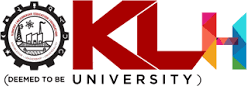 KLH
(DEEMED TO BE UNIVERSITY)